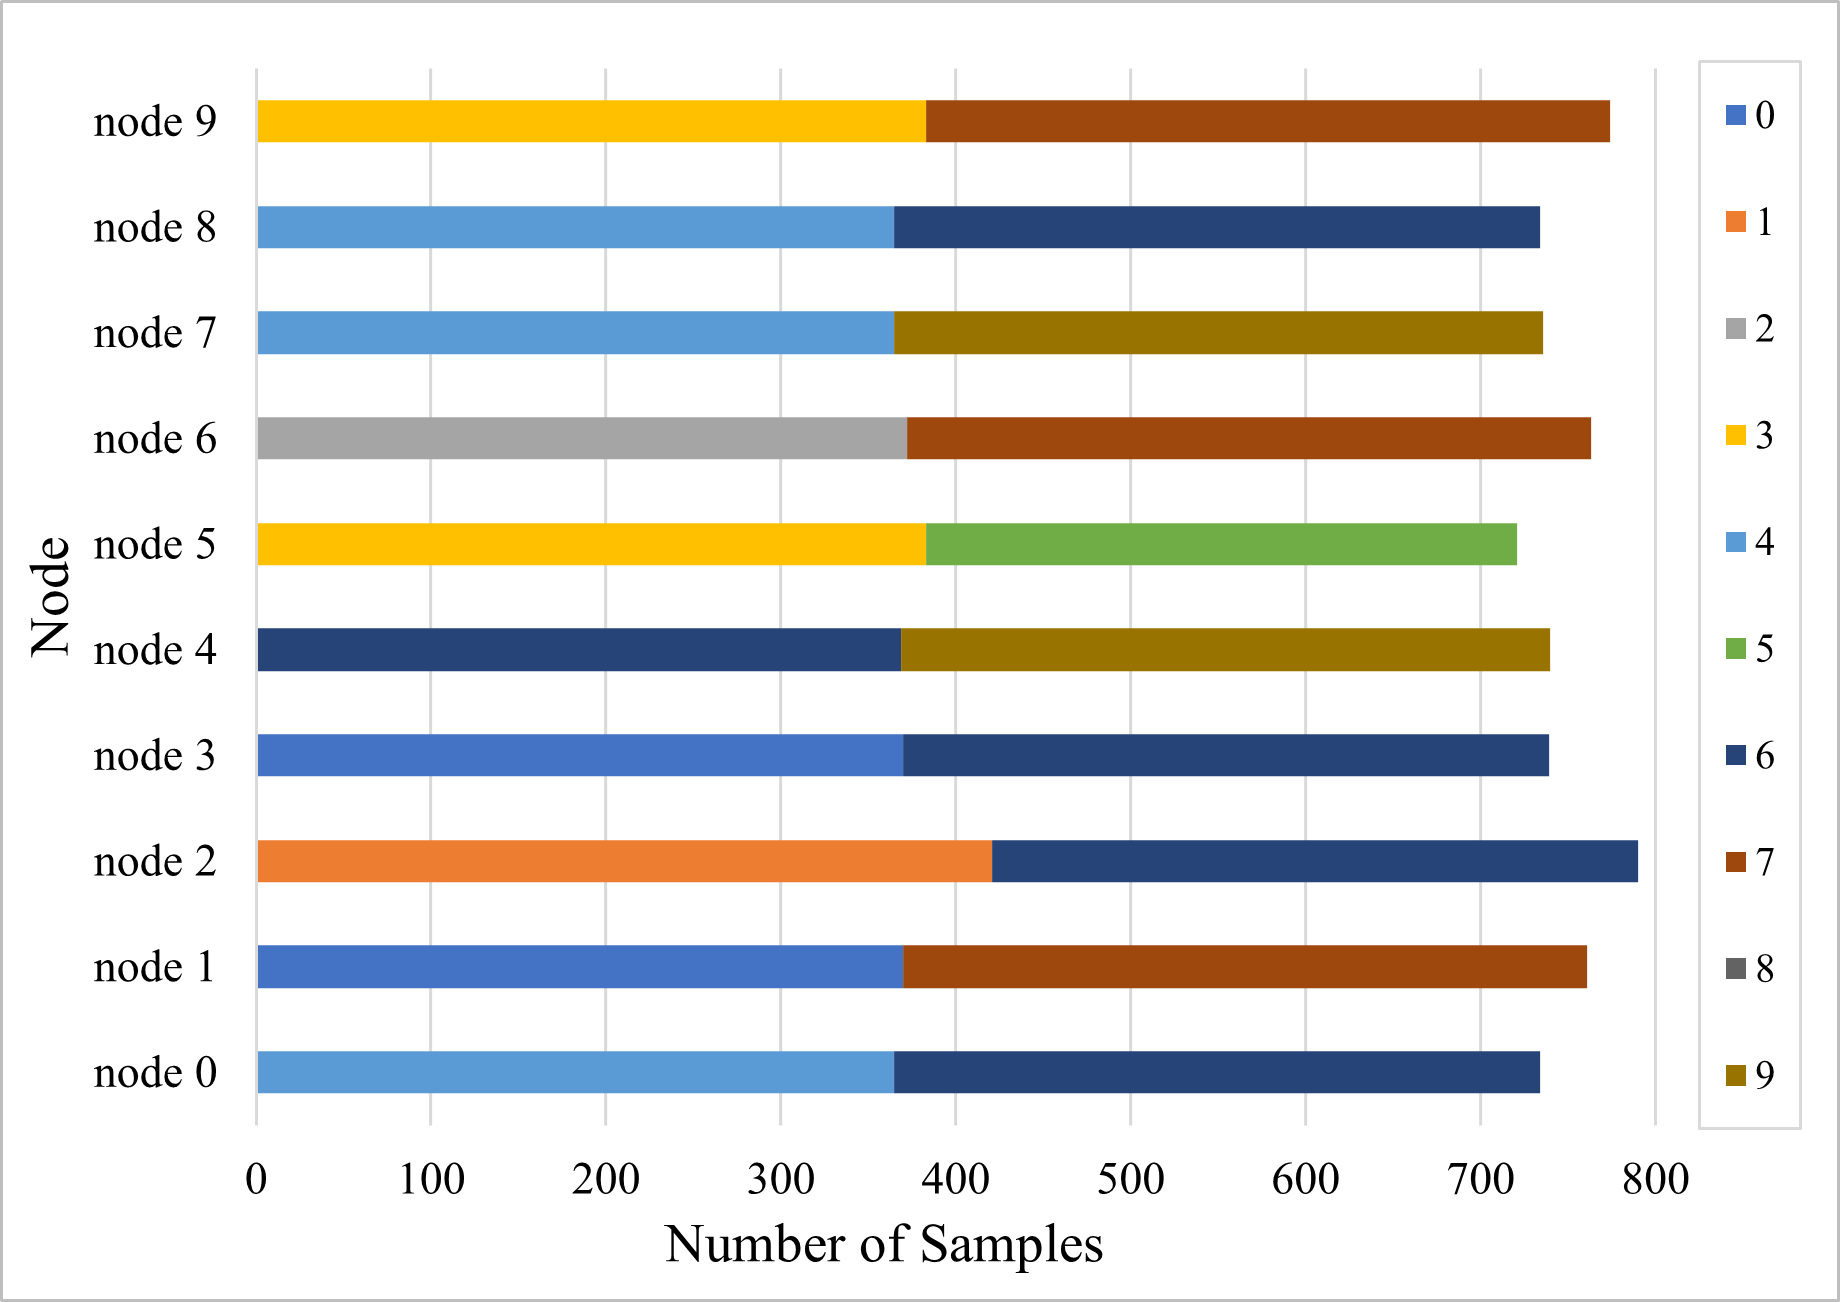 node 9
node 8
node 7
node 6
node 5
node 4
node 3
node 2
node 1
node 0
Node
0 100 200 300 400 500 600 700 800
Number of Samples
0
1
2
3
4
5
6
7
8
9